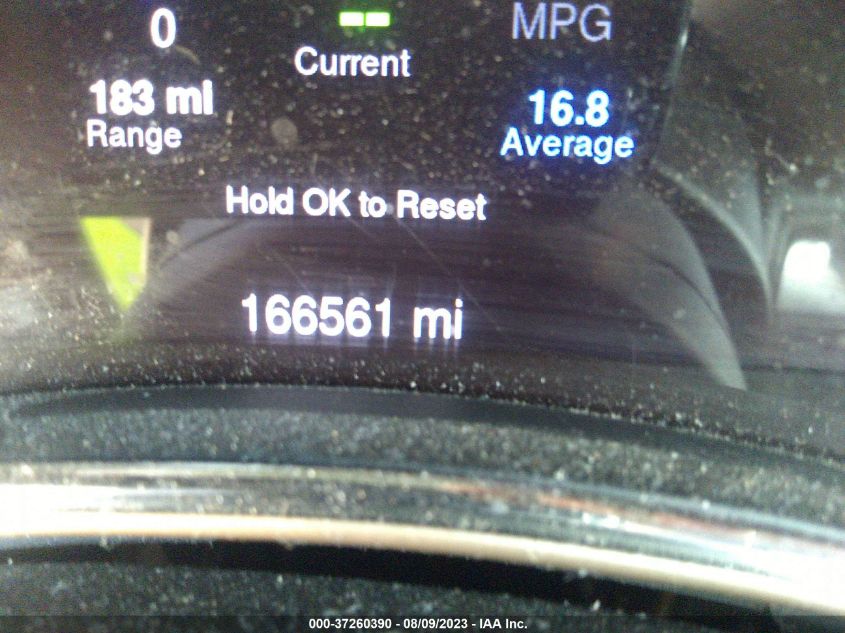 0 -- MPG
Current
183 mi 16.8
Range Average
Hold OK to Reset
166561 mi
000-37260390 - 08/09/2023 - IAA Inc.